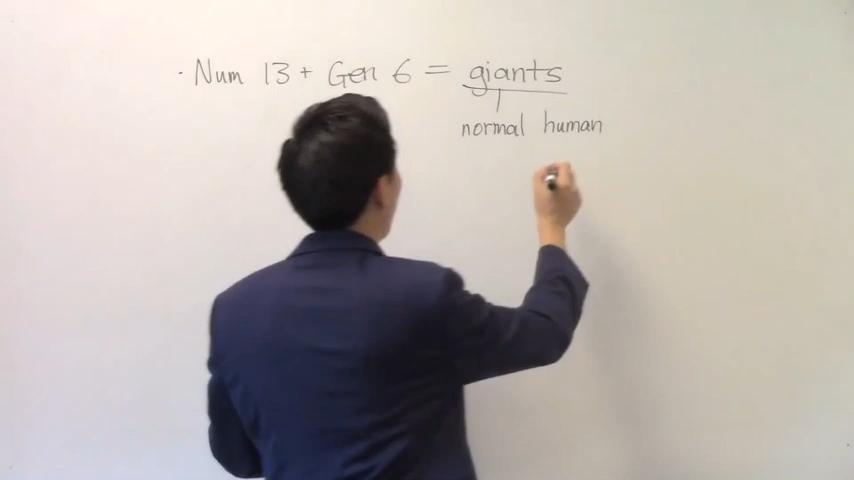 · Num 13 + Gen 6 = giants
normal human